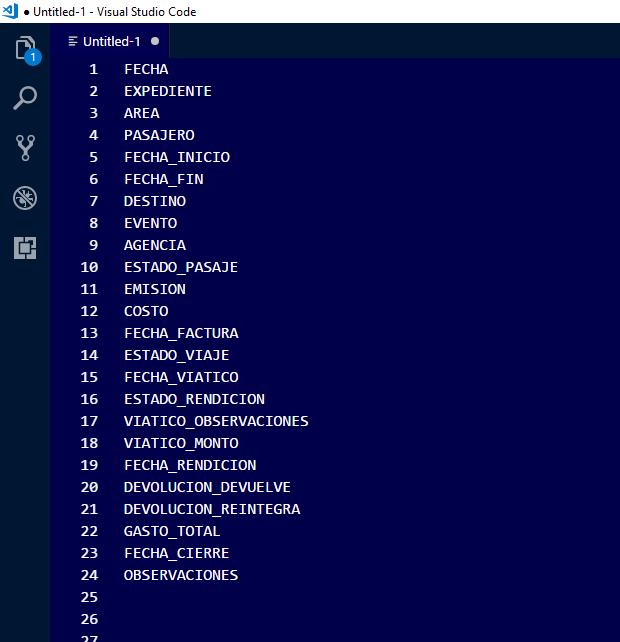 ● Untitled-1 - Visual Studio Code
Untitled-1 ●
1
1 FECHA
2 EXPEDIENTE
3 AREA
4 PASAJERO
5 FECHA_INICIO
6 FECHA_FIN
7 DESTINO
8 EVENTO
9 AGENCIA
10 ESTADO_PASAJE
11 EMISION
12 COSTO
13 FECHA_FACTURA
14 ESTADO_VIAJE
15 FECHA_VIATICO
16 ESTADO_RENDICION
17 VIATICO_OBSERVACIONES
18 VIATICO_MONTO
19 FECHA_RENDICION
20 DEVOLUCION_DEVUELVE
21 DEVOLUCION_REINTEGRA
22 GASTO_TOTAL
23 FECHA_CIERRE
24 OBSERVACIONES
25
26
27